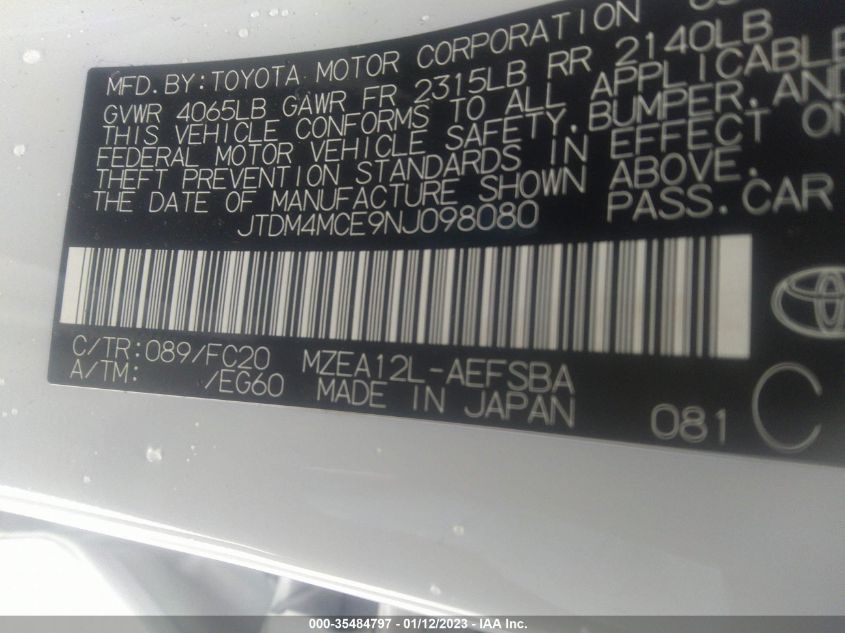 MFD. BY: TOYOTA MOTOR CORPORATION
GVWR 4065LB GAWR FR 2315LB RR 2140LB
THIS VEHICLE CONFORMS TO ALL APPLICABLE
FEDERAL MOTOR VEHICLE SAFETY, BUMPER, AND
THEFT PREVENTION STANDARDS IN EFFECT ON
THE DATE OF MANUFACTURE SHOWN ABOVE.
JTDM4MCE9NJ098080 PASS. CAR
C/TR: 089/FC20 MZEA12L-AEFSBA
A/TM: /EG60 MADE IN JAPAN 081 C
000-35484797 - 01/12/2023 - IAA Inc.